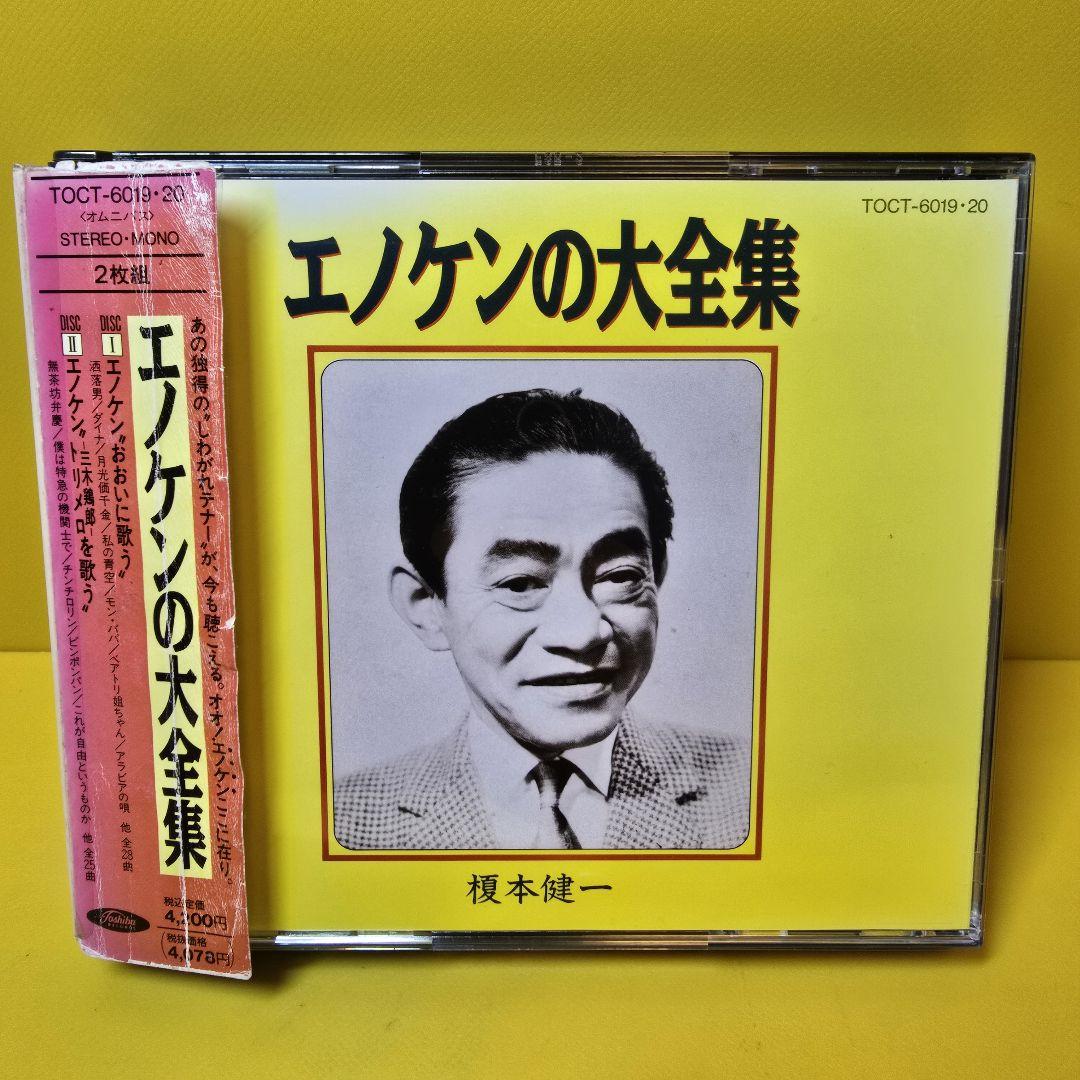 TOCT-6019・20
〈オムニバス〉
STEREO・MONO
2枚組
あの独得の〝しわがれテナー〟が、今も聴こえる。オオ!エノケンここに在り。
エノケンの大全集
DISC I エノケン〝おおいに歌う〟
洒落男/ダイナ/月光価千金/私の青空/モン・パパ/ベアトリ姐ちゃん/アラビアの唄 他 全28曲
DISC II エノケン〝トリメロ-三木鶏郎-を歌う〟
無茶坊弁慶/僕は特急の機関士で/チンチロリン/ピンポンパン/これが自由というものか 他 全25曲
税込定価
4,200円
税抜価格
(4,078円)
Toshiba
RECORDS
TOCT-6019・20
エノケンの大全集
榎本健一